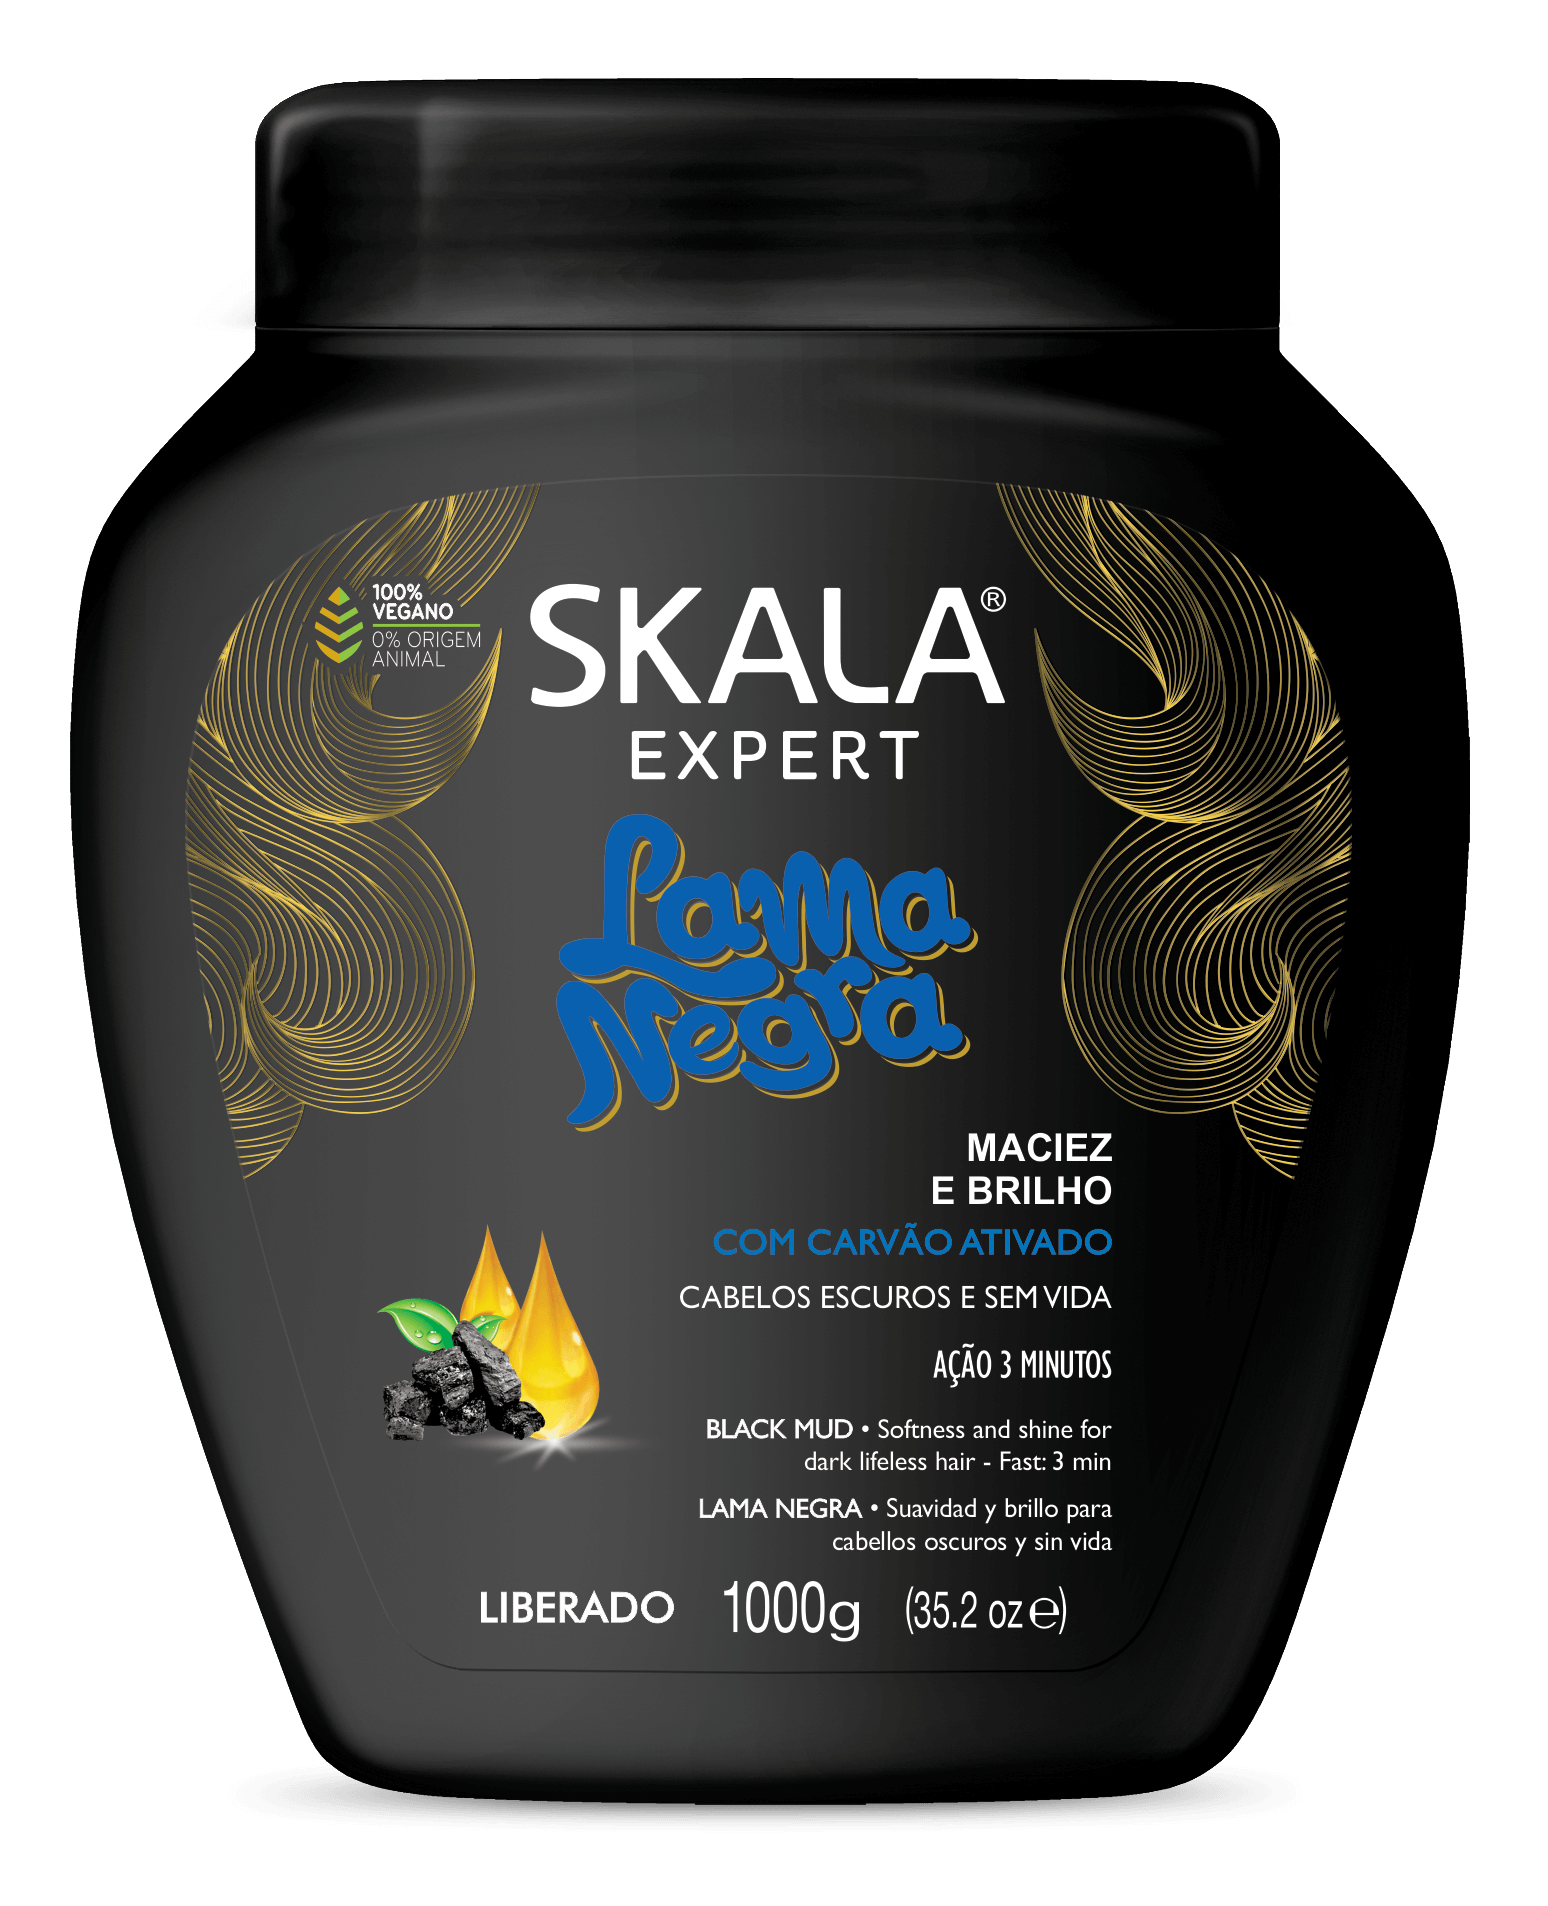 100%
VEGANO
0% ORIGEM
ANIMAL
SKALA®
EXPERT
Lama
Negra
MACIEZ
E BRILHO
COM CARVÃO ATIVADO
CABELOS ESCUROS E SEM VIDA
AÇÃO 3 MINUTOS
BLACK MUD • Softness and shine for
dark lifeless hair - Fast: 3 min
LAMA NEGRA • Suavidad y brillo para
cabellos oscuros y sin vida
LIBERADO 1000g (35.2 oz ℮)